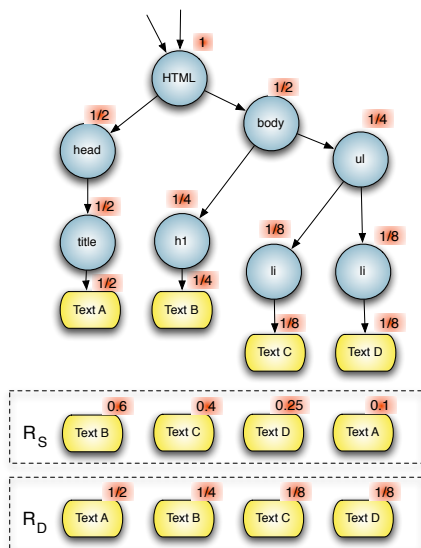 1
HTML
1/2
1/2
1/4
head
body
ul
1/2
1/4
1/8
1/8
title
h1
li
li
1/2
1/4
Text A
Text B
1/8
1/8
Text C
Text D
0.6
0.4
0.25
0.1
R_S
Text B
Text C
Text D
Text A
1/2
1/4
1/8
1/8
R_D
Text A
Text B
Text C
Text D